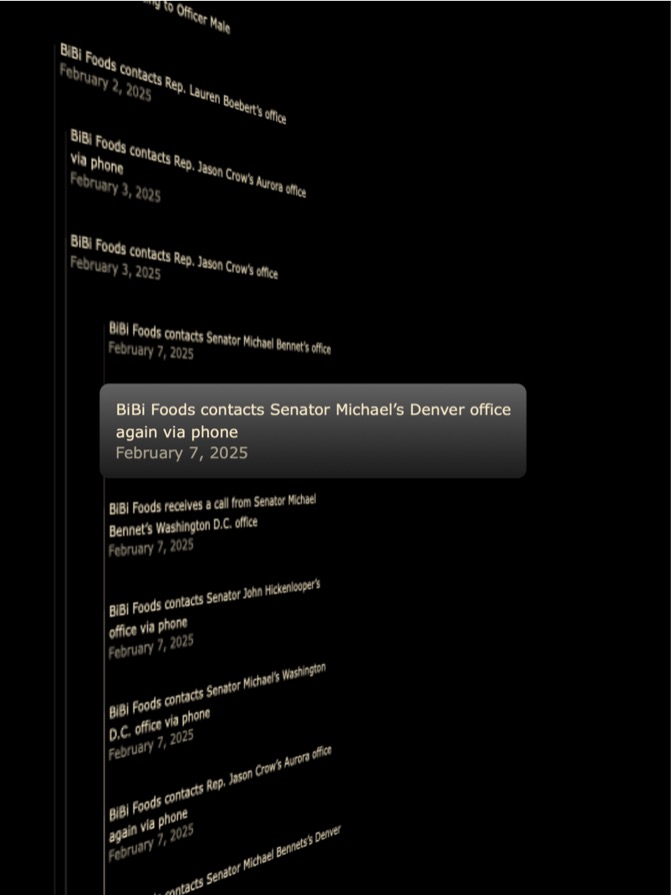 ng to Officer Male
BiBi Foods contacts Rep. Lauren Boebert's office
February 2, 2025
BiBi Foods contacts Rep. Jason Crow's Aurora office
via phone
February 3, 2025
BiBi Foods contacts Rep. Jason Crow's office
February 3, 2025
BiBi Foods contacts Senator Michael Bennet's office
February 7, 2025
BiBi Foods contacts Senator Michael’s Denver office
again via phone
February 7, 2025
BiBi Foods receives a call from Senator Michael
Bennet's Washington D.C. office
February 7, 2025
BiBi Foods contacts Senator John Hickenlooper's
office via phone
February 7, 2025
BiBi Foods contacts Senator Michael's Washington
D.C. office via phone
February 7, 2025
BiBi Foods contacts Rep. Jason Crow's Aurora office
again via phone
February 7, 2025
contacts Senator Michael Bennets's Denver